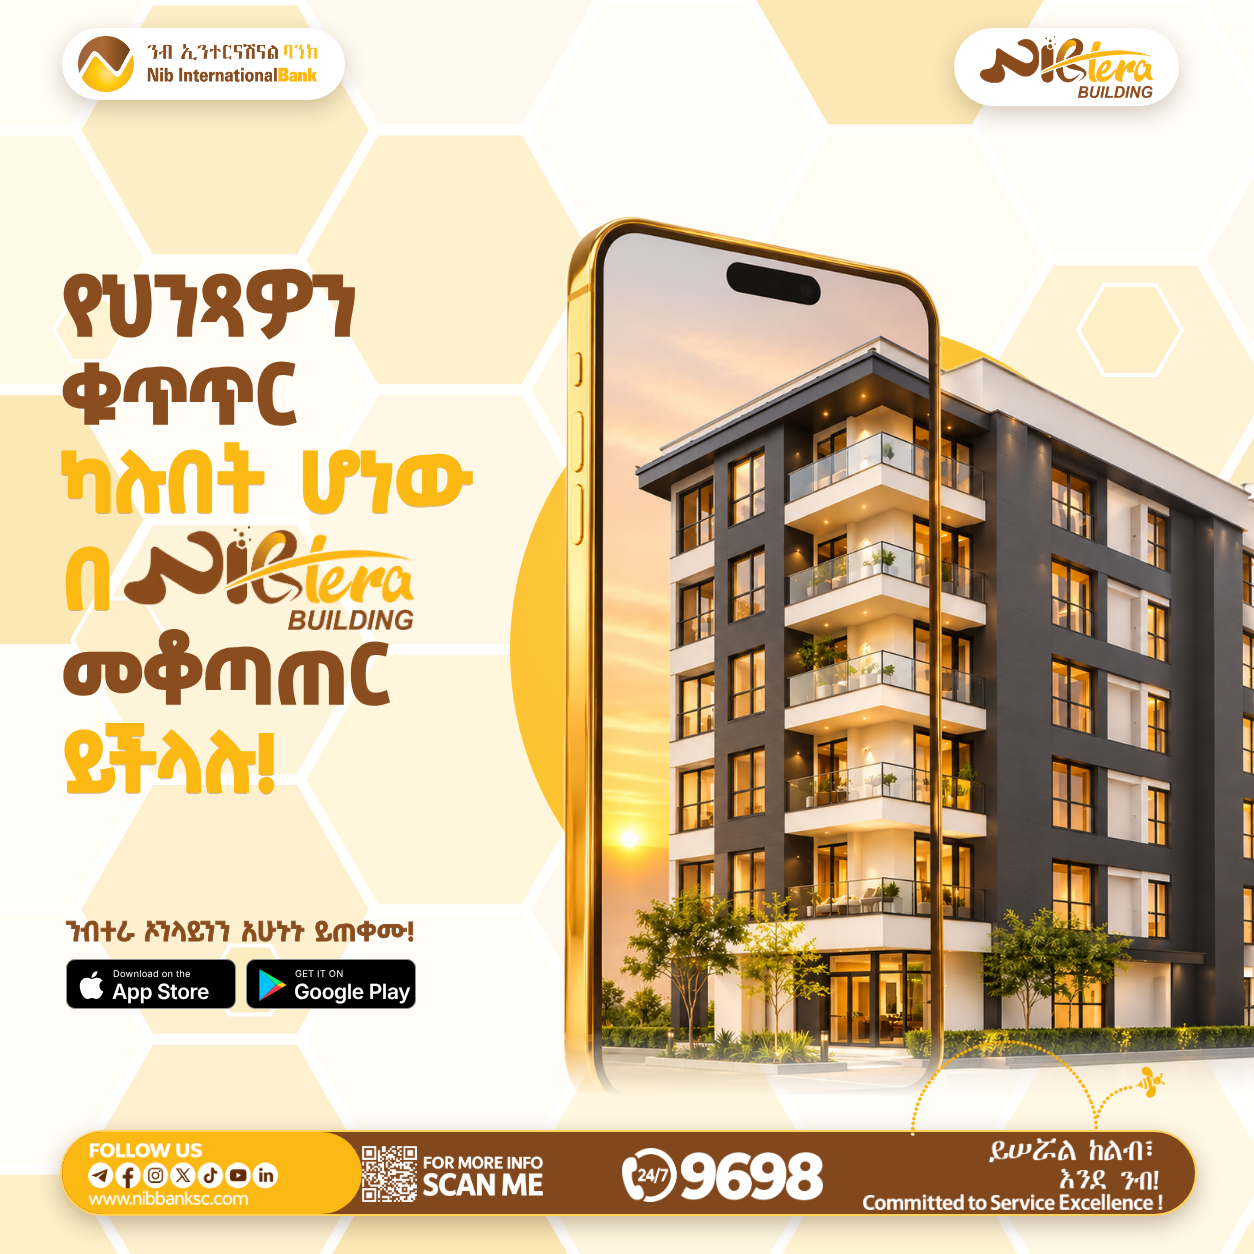 ንብ ኢንተርናሽናል ባንክ
Nib InternationalBank
NIBtera
BUILDING
የህንጻዎን
ቁጥጥር
ካሉበት ሆነው
በ NIBtera
BUILDING
መቆጣጠር
ይችላሉ!
ንብተራ ኦንላይንን አሁኑኑ ይጠቀሙ!
Download on the
App Store
GET IT ON
Google Play
FOLLOW US
www.nibbanksc.com
FOR MORE INFO
SCAN ME
24/7
9698
ይሠሯል ከልብ፣
እንደ ንብ!
Committed to Service Excellence !